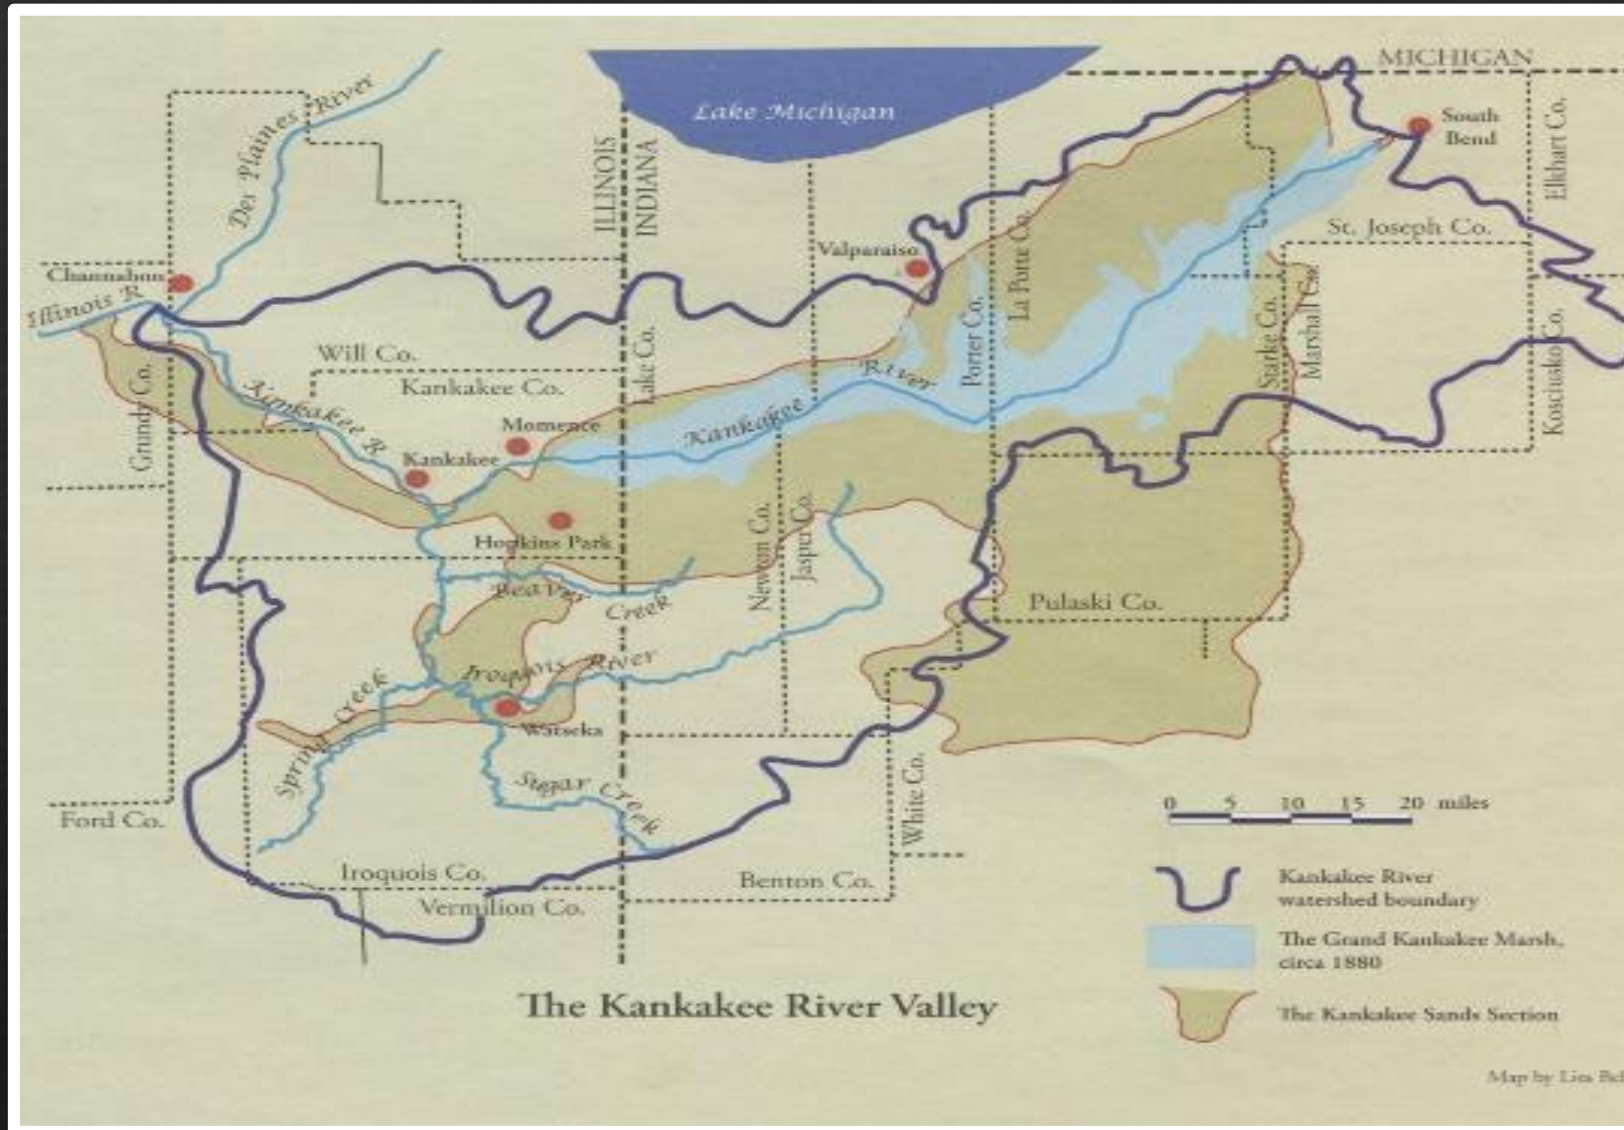 MICHIGAN
Lake Michigan
Des Plaines River
ILLINOIS
INDIANA
South
Bend
Elkhart Co.
St. Joseph Co.
Valparaiso
Channahon
Illinois R.
La Porte Co.
Porter Co.
Starke Co.
Marshall Co.
Kosciusko Co.
Will Co.
Kankakee Co.
Lake Co.
Grundy Co.
Kankakee R.
Kankakee River
Momence
Kankakee
Hopkins Park
Newton Co.
Jasper Co.
Beaver Creek
Pulaski Co.
Iroquois River
Spring Creek
Watseka
Sugar Creek
White Co.
Ford Co.
Iroquois Co.
Benton Co.
Vermilion Co.
0 5 10 15 20 miles
Kankakee River
watershed boundary
The Grand Kankakee Marsh,
circa 1880
The Kankakee Sands Section
The Kankakee River Valley
Map by Lisa